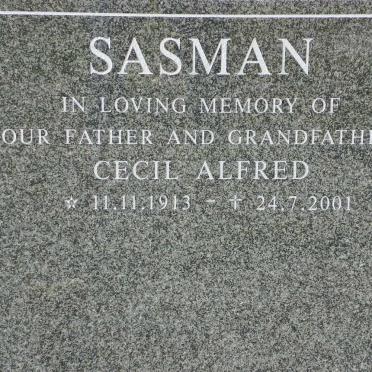 SASMAN
IN LOVING MEMORY OF
OUR FATHER AND GRANDFATHE
CECIL ALFRED
☆ 11.11.1913 - † 24.7.2001